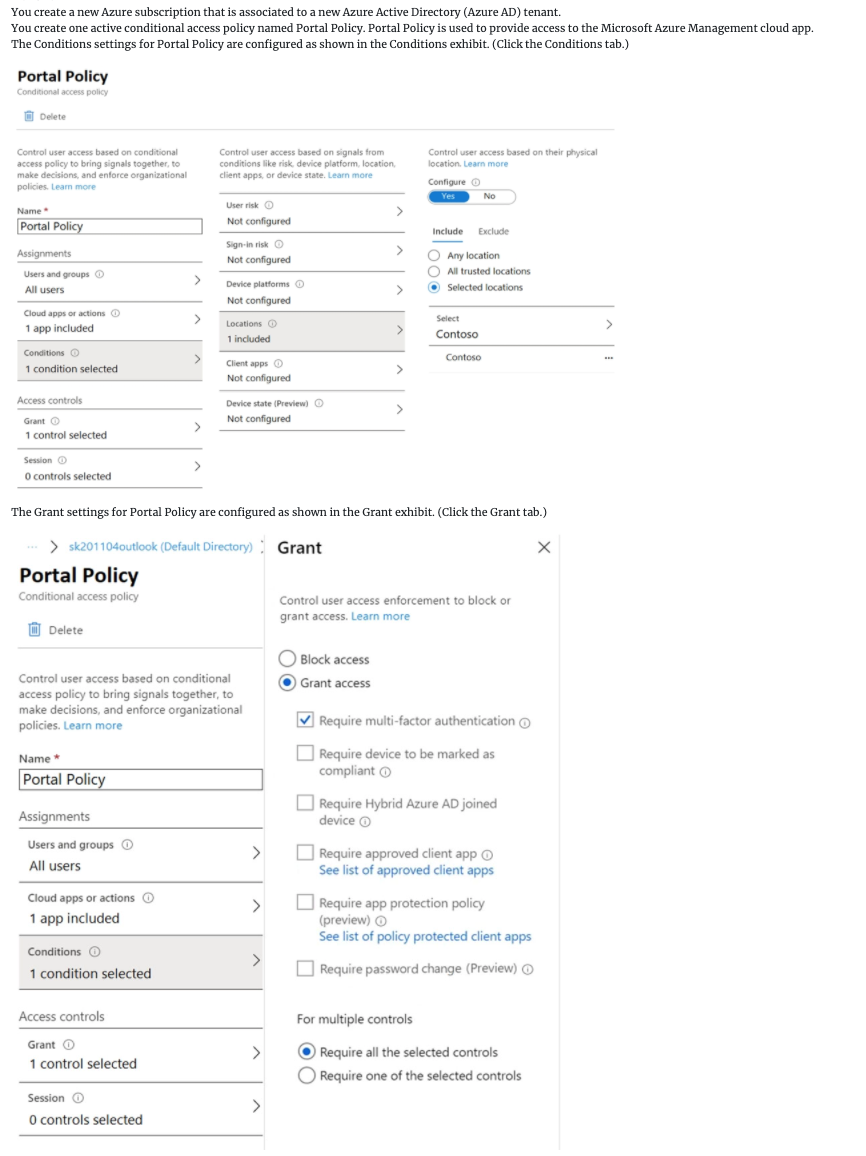 You create a new Azure subscription that is associated to a new Azure Active Directory (Azure AD) tenant.
You create one active conditional access policy named Portal Policy. Portal Policy is used to provide access to the Microsoft Azure Management cloud app.
The Conditions settings for Portal Policy are configured as shown in the Conditions exhibit. (Click the Conditions tab.)
Portal Policy
Conditional access policy
Delete
Control user access based on conditional
access policy to bring signals together, to
make decisions, and enforce organizational
policies. Learn more
Name *
Portal Policy
Assignments
Users and groups
All users
Cloud apps or actions
1 app included
Conditions
1 condition selected
Access controls
Grant
1 control selected
Session
0 controls selected
Control user access based on signals from
conditions like risk, device platform, location,
client apps, or device state. Learn more
User risk
Not configured
Sign-in risk
Not configured
Device platforms
Not configured
Locations
1 included
Client apps
Not configured
Device state (Preview)
Not configured
Control user access based on their physical
location. Learn more
Configure
Yes No
Include Exclude
Any location
All trusted locations
Selected locations
Select
Contoso
Contoso
...
The Grant settings for Portal Policy are configured as shown in the Grant exhibit. (Click the Grant tab.)
... > sk201104outlook (Default Directory)
Portal Policy
Conditional access policy
Delete
Control user access based on conditional
access policy to bring signals together, to
make decisions, and enforce organizational
policies. Learn more
Name *
Portal Policy
Assignments
Users and groups
All users
Cloud apps or actions
1 app included
Conditions
1 condition selected
Access controls
Grant
1 control selected
Session
0 controls selected
Grant
Control user access enforcement to block or
grant access. Learn more
Block access
Grant access
Require multi-factor authentication
Require device to be marked as
compliant
Require Hybrid Azure AD joined
device
Require approved client app
See list of approved client apps
Require app protection policy
(preview)
See list of policy protected client apps
Require password change (Preview)
For multiple controls
Require all the selected controls
Require one of the selected controls